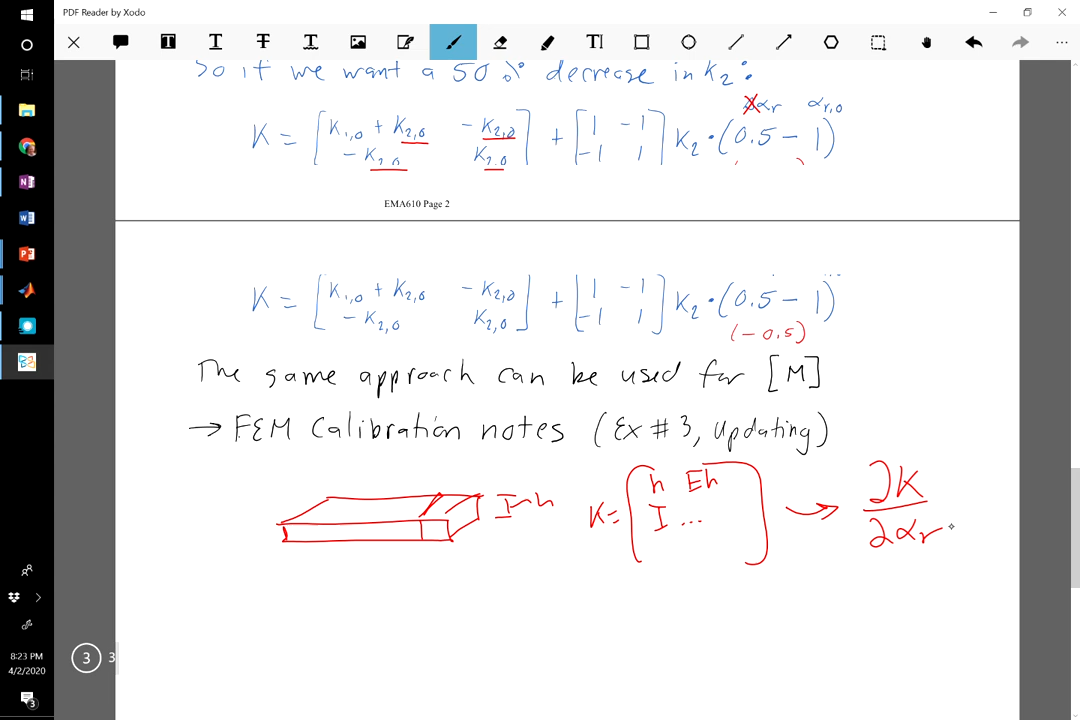 PDF Reader by Xodo
So if we want a 50% decrease in K2:
αr αr,0
K = [K1,0 + K2,0 -K2,0 -K2,0 K2,0] + [1 -1 -1 1] K2 · (0.5 - 1)
EMA610 Page 2
K = [K1,0 + K2,0 -K2,0 -K2,0 K2,0] + [1 -1 -1 1] K2 · (0.5 - 1)
(-0.5)
The same approach can be used for [M]
→ FEM Calibration notes (Ex #3, Updating)
I~h K = [h Eh I ...] → ∂K/∂αr
3 3
8:23 PM
4/2/2020
3